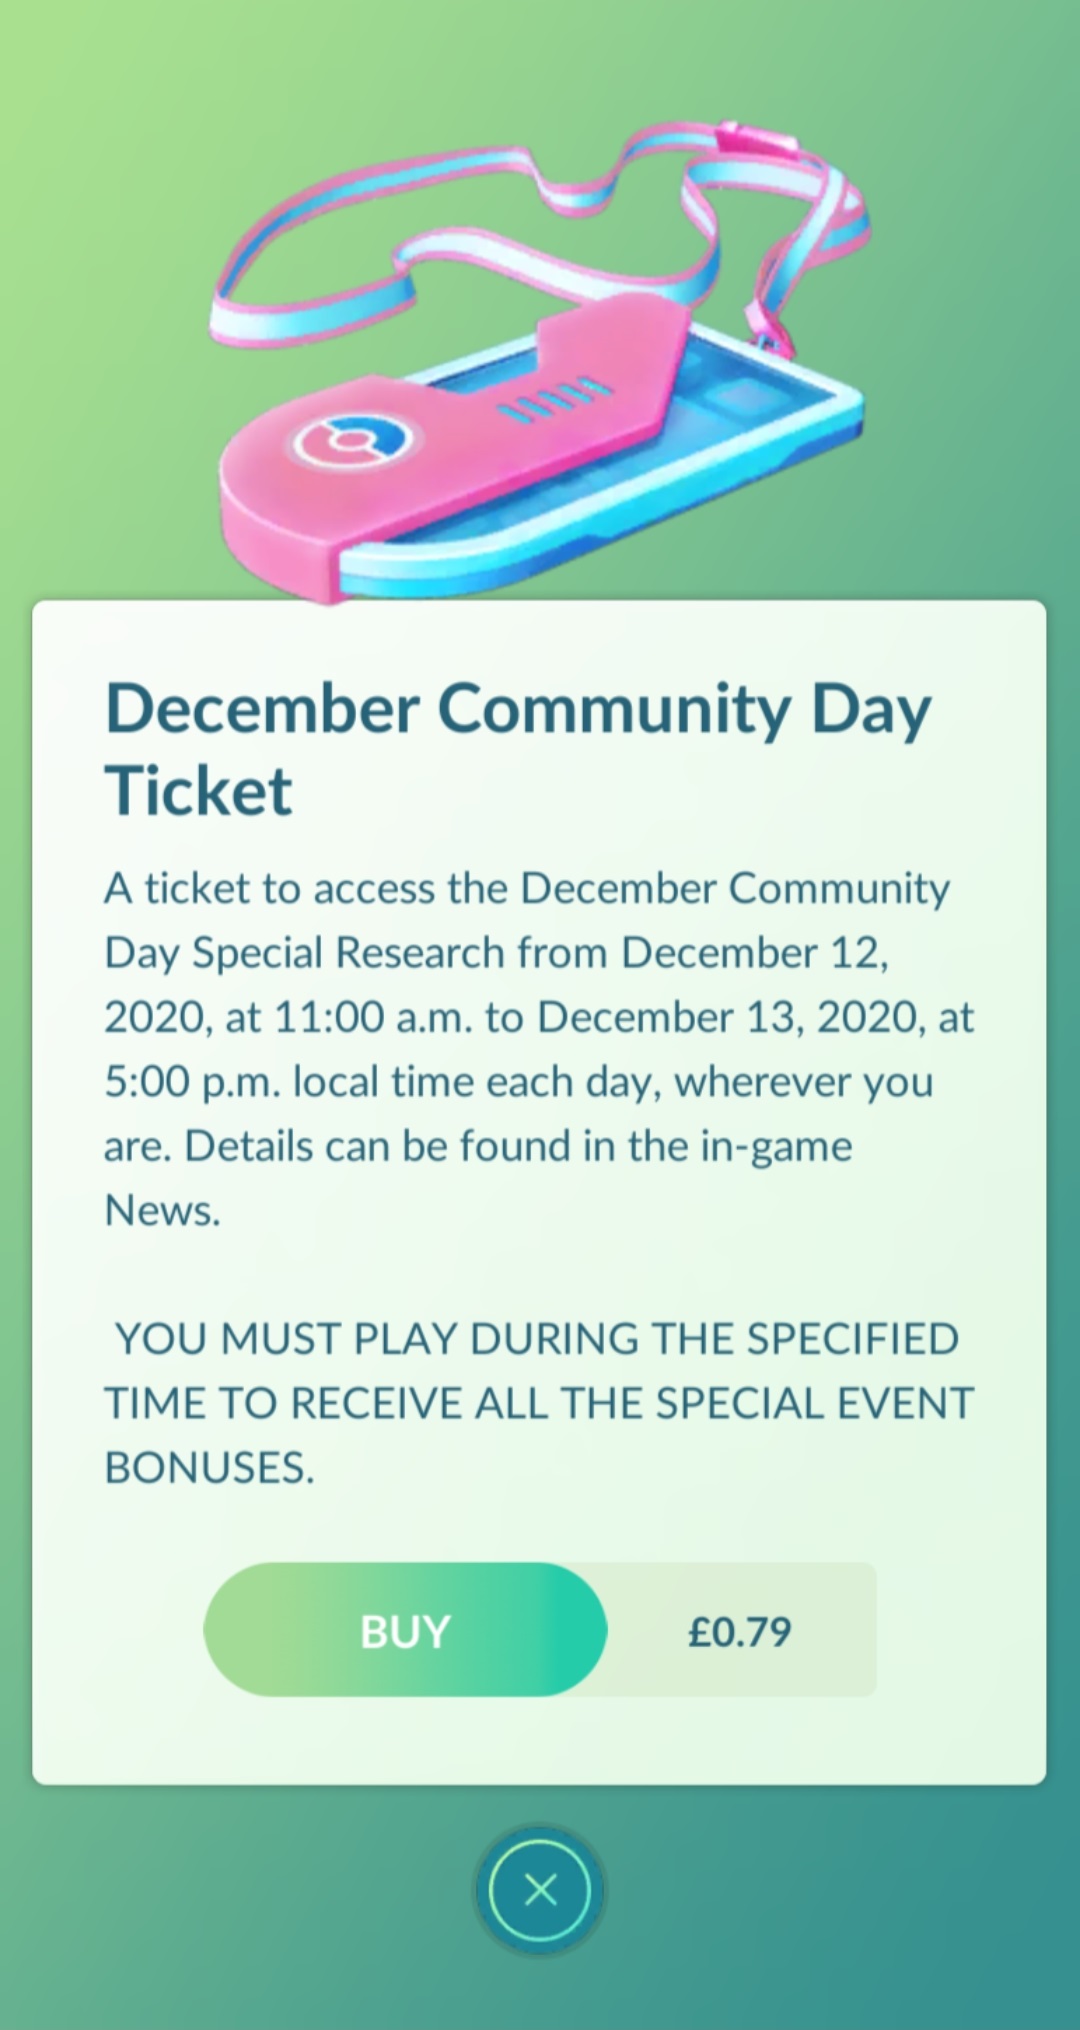 December Community Day
Ticket
A ticket to access the December Community
Day Special Research from December 12,
2020, at 11:00 a.m. to December 13, 2020, at
5:00 p.m. local time each day, wherever you
are. Details can be found in the in-game
News.
YOU MUST PLAY DURING THE SPECIFIED
TIME TO RECEIVE ALL THE SPECIAL EVENT
BONUSES.
BUY £0.79